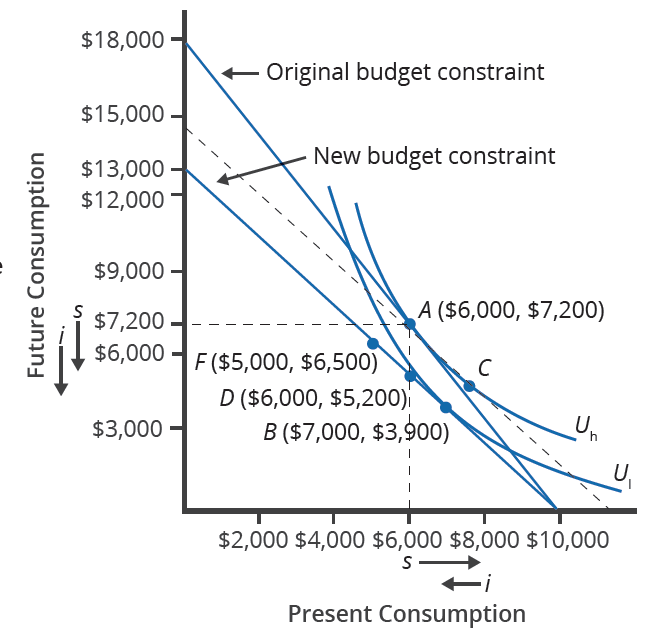 $18,000
Original budget constraint
$15,000
New budget constraint
$13,000
$12,000
Future Consumption
$9,000
s
i
$7,200
A ($6,000, $7,200)
$6,000
F ($5,000, $6,500)
C
D ($6,000, $5,200)
B ($7,000, $3,900)
$3,000
Uh
Ul
$2,000 $4,000 $6,000 $8,000 $10,000
s
i
Present Consumption